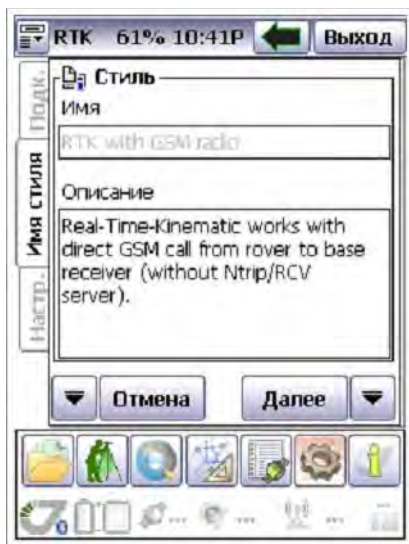 RTK 61% 10:41P Выход
Подк.
Имя стиля
Настр.
Стиль
Имя
RTK with GSM radio
Описание
Real-Time-Kinematic works with
direct GSM call from rover to base
receiver (without Ntrip/RCV
server).
Отмена Далее
... ... ...